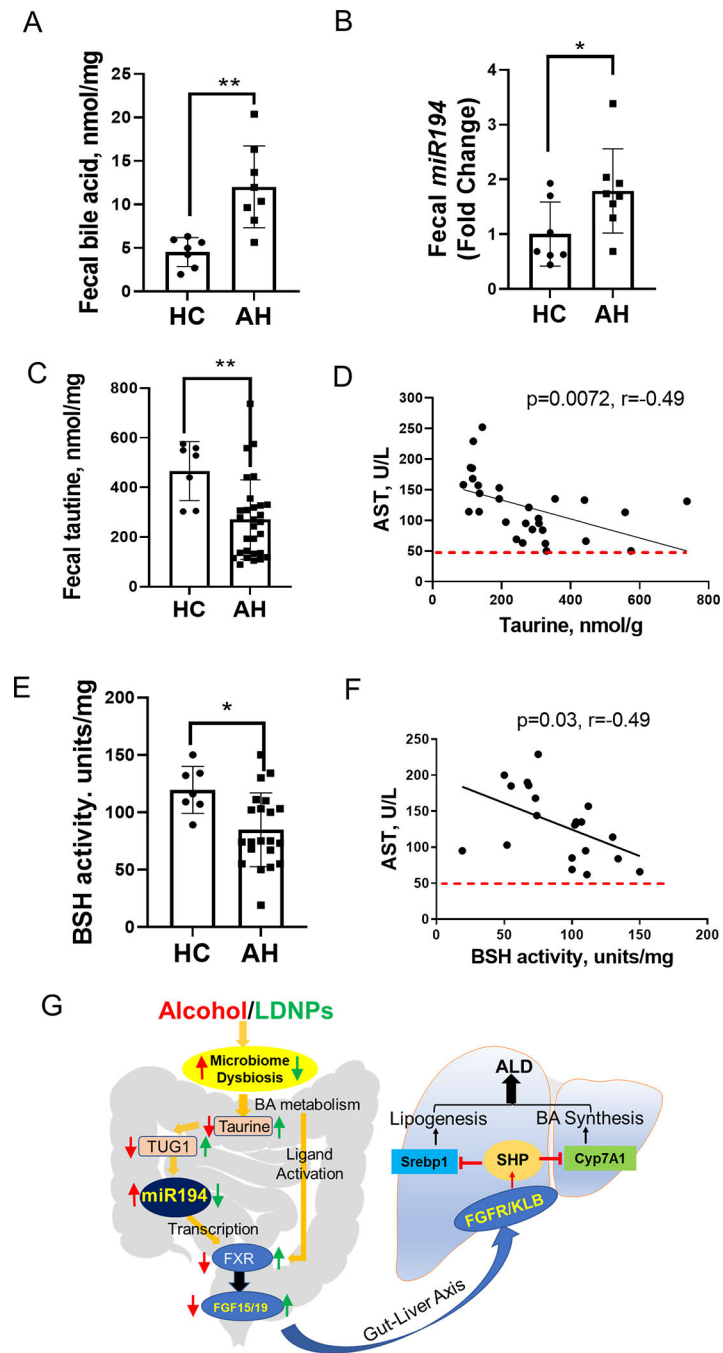 A
Fecal bile acid, nmol/mg
25
20
15
10
5
0
**
HC
AH
B
Fecal miR194
(Fold Change)
4
3
2
1
0
*
HC
AH
C
Fecal tautine, nmol/mg
800
600
400
200
0
**
HC
AH
D
p=0.0072, r=-0.49
AST, U/L
300
250
200
150
100
50
0
0
200
400
600
800
Taurine, nmol/g
E
BSH activity. units/mg
200
150
100
50
0
*
HC
AH
F
p=0.03, r=-0.49
AST, U/L
250
200
150
100
50
0
0
50
100
150
200
BSH activity, units/mg
G
Alcohol/LDNPs
Microbiome
Dysbiosis
BA metabolism
Taurine
TUG1
Ligand
Activation
miR194
Transcription
FXR
FGF15/19
Gut-Liver Axis
ALD
Lipogenesis
BA Synthesis
Srebp1
SHP
Cyp7A1
FGFR/KLB